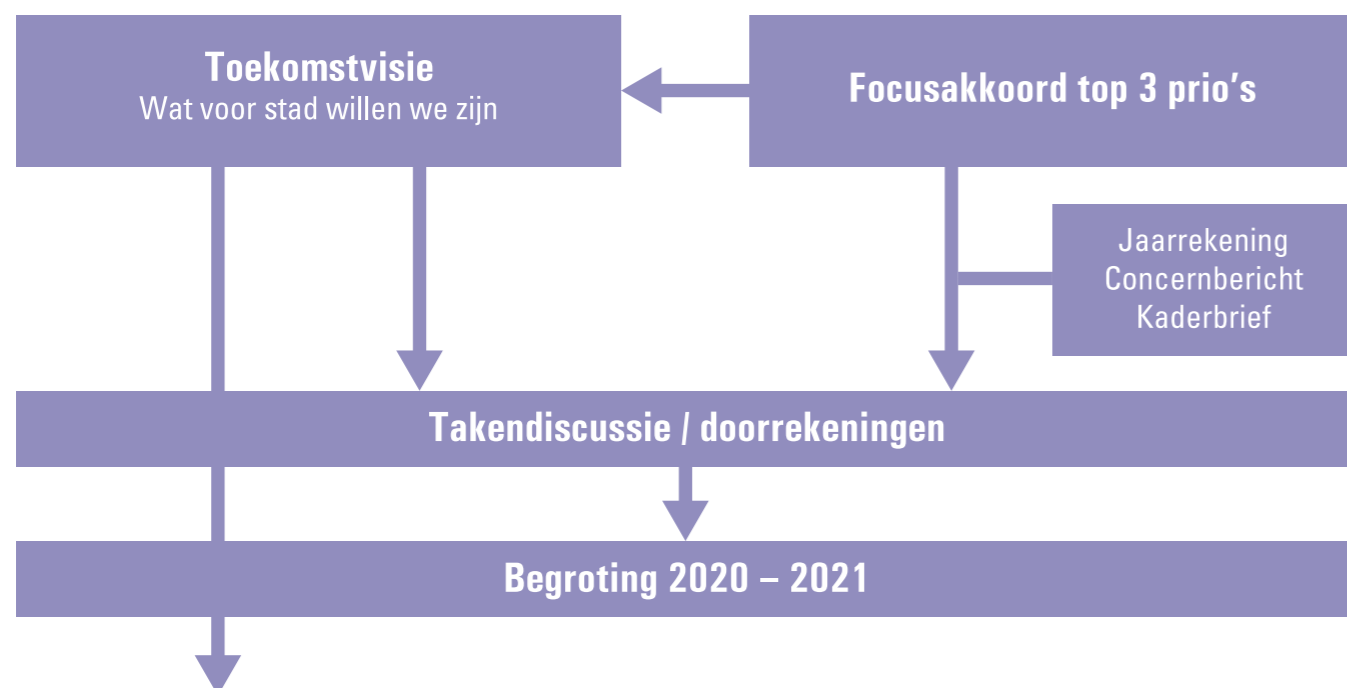 Toekomstvisie
Wat voor stad willen we zijn
Focusakkoord top 3 prio’s
Jaarrekening
Concernbericht
Kaderbrief
Takendiscussie / doorrekeningen
Begroting 2020 – 2021